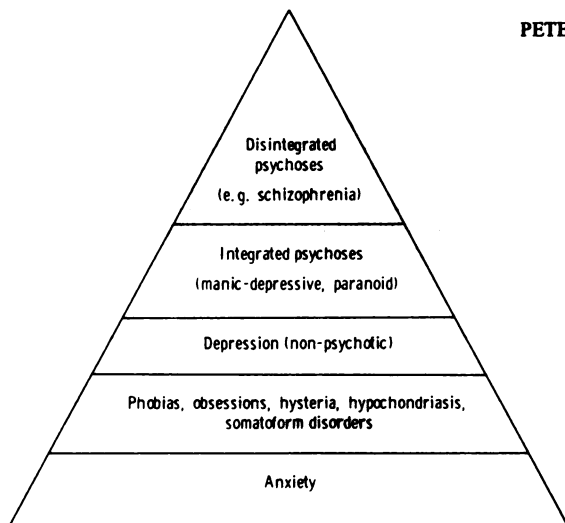 PETE
Disintegrated
psychoses
(e.g. schizophrenia)
Integrated psychoses
(manic-depressive, paranoid)
Depression (non-psychotic)
Phobias, obsessions, hysteria, hypochondriasis,
somatoform disorders
Anxiety